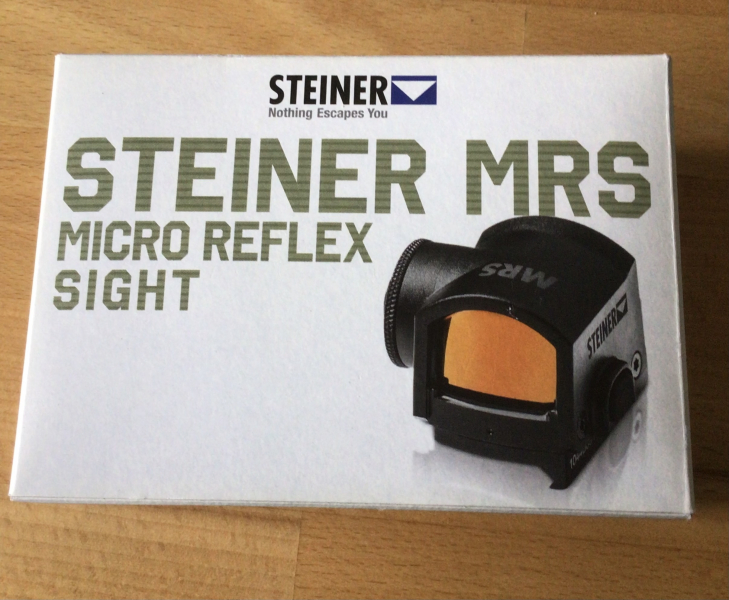 STEINER
Nothing Escapes You
STEINER MRS
MICRO REFLEX
SIGHT
MRS
STEINER